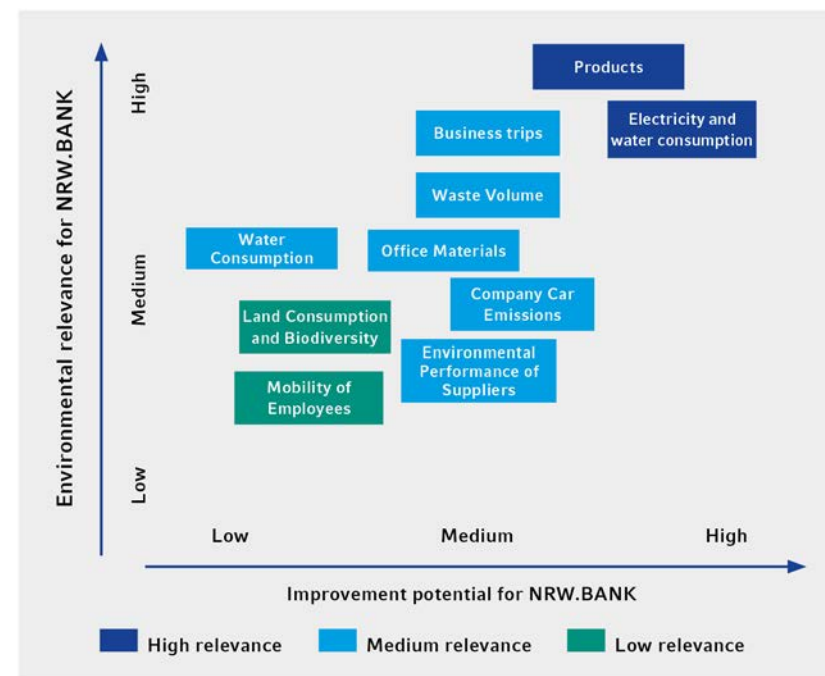 Environmental relevance for NRW.BANK
High
Medium
Low
Products
Electricity and
water consumption
Business trips
Waste Volume
Water
Consumption
Office Materials
Company Car
Emissions
Land Consumption
and Biodiversity
Environmental
Performance of
Suppliers
Mobility of
Employees
Low
Medium
High
Improvement potential for NRW.BANK
High relevance
Medium relevance
Low relevance